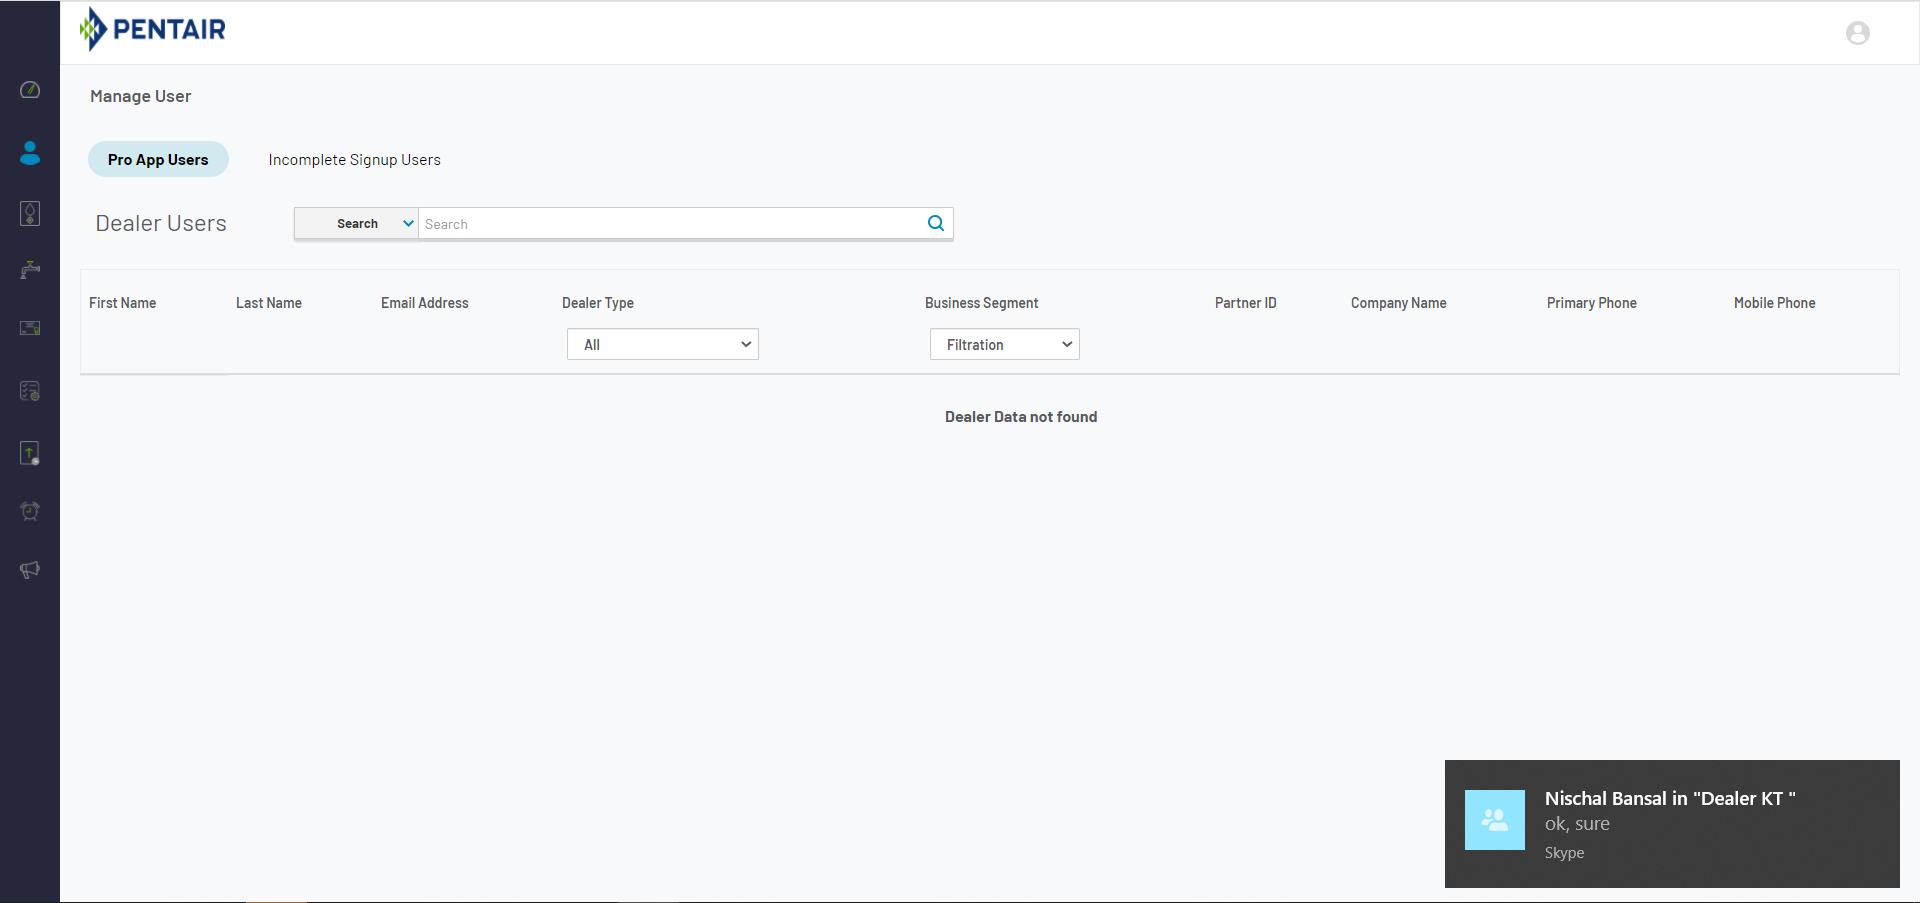 PENTAIR
Manage User
Pro App Users
Incomplete Signup Users
Dealer Users
Search
Search
First Name
Last Name
Email Address
Dealer Type
Business Segment
Partner ID
Company Name
Primary Phone
Mobile Phone
All
Filtration
Dealer Data not found
Nischal Bansal in "Dealer KT "
ok, sure
Skype